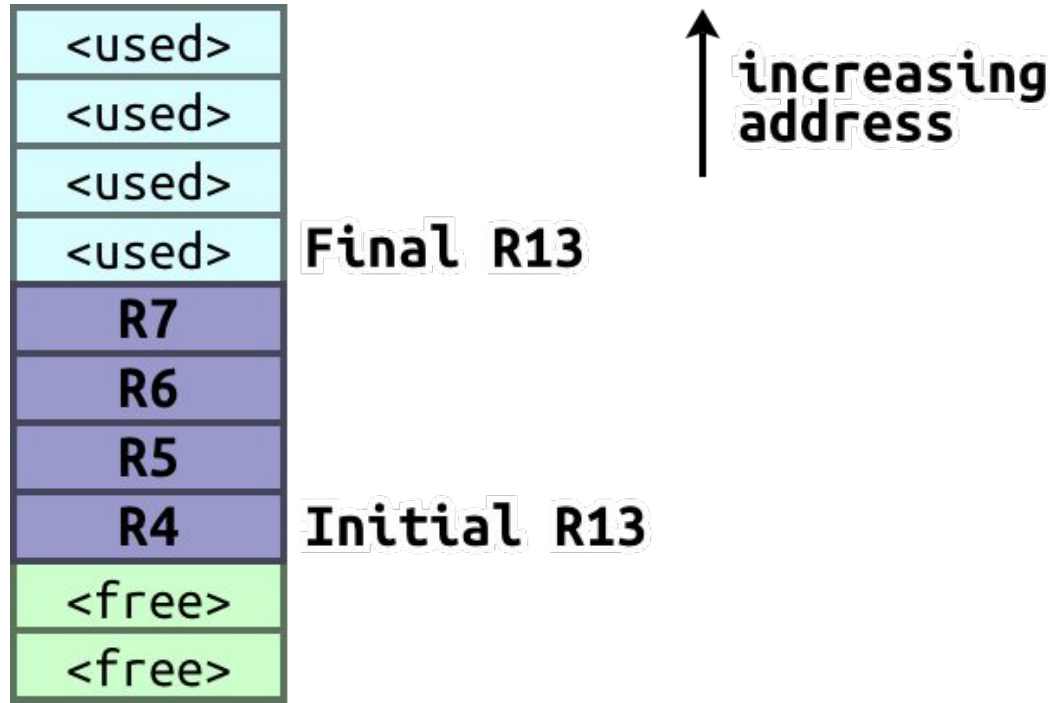 <used>
<used>
<used>
<used>
R7
R6
R5
R4
<free>
<free>
increasing
address
Final R13
Initial R13